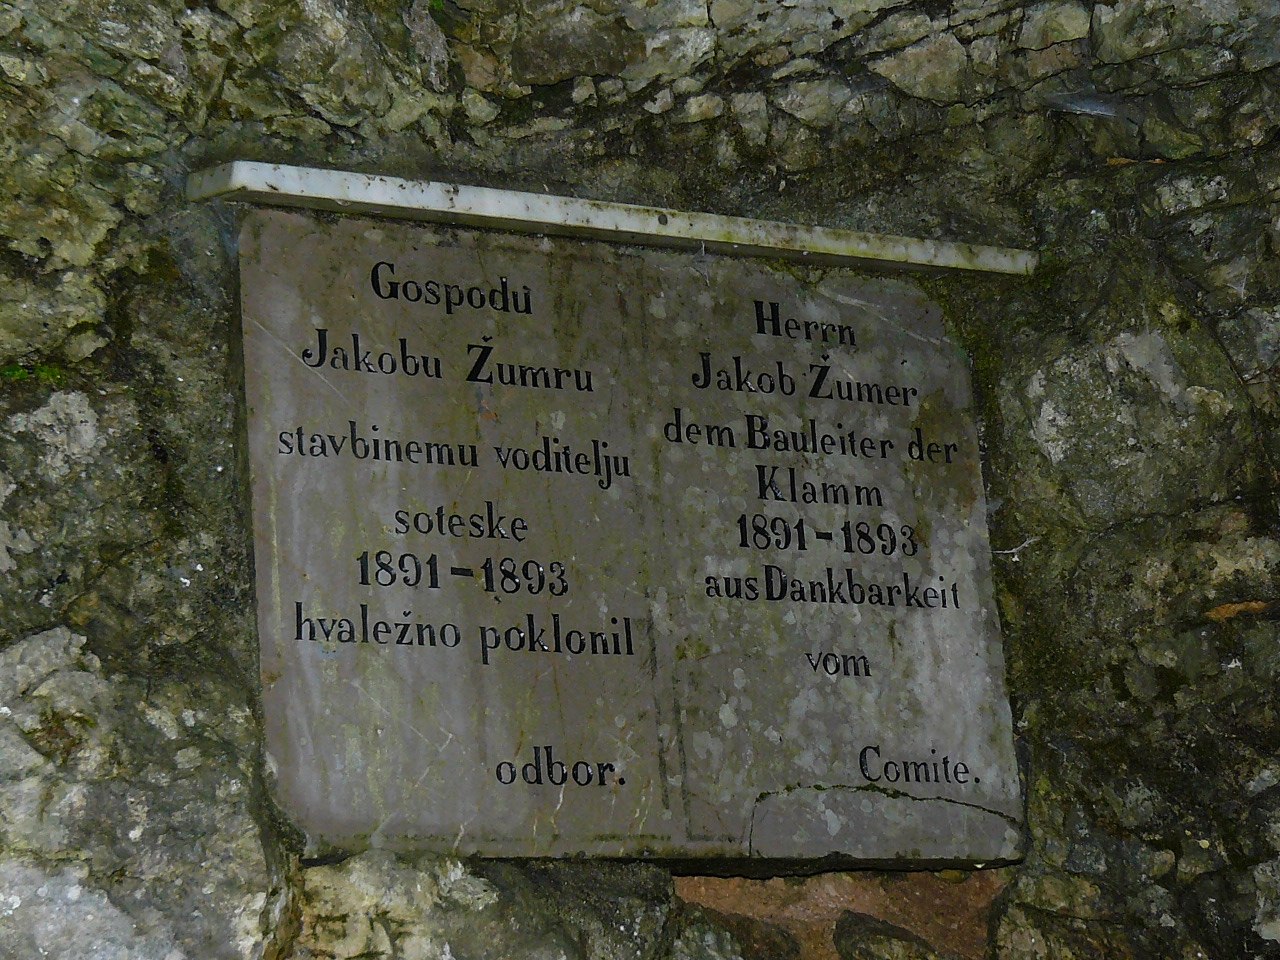 Gospodu
Jakobu Žumru
stavbinemu voditelju
soteske
1891-1893
hvaležno poklonil
odbor.
Herrn
Jakob Žumer
dem Bauleiter der
Klamm
1891-1893
aus Dankbarkeit
vom
Comite.